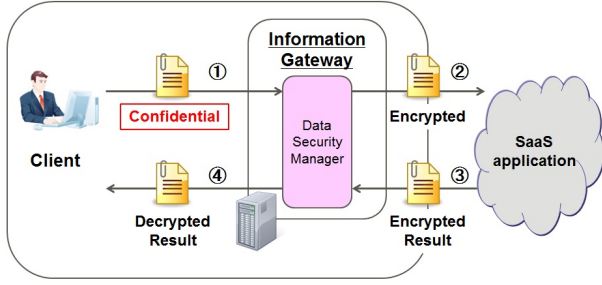 Information
Gateway
①
②
Confidential
Encrypted
Data
Security
Manager
SaaS
application
Client
④
③
Decrypted
Result
Encrypted
Result